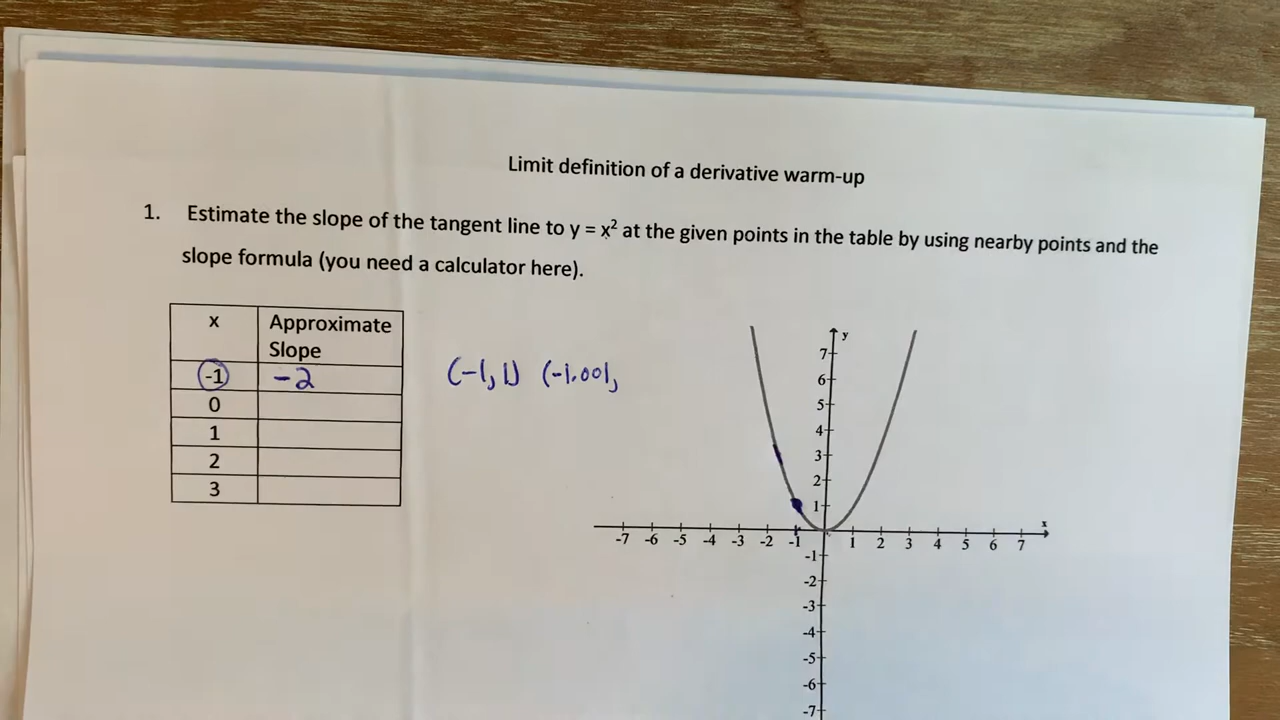 Limit definition of a derivative warm-up
1. Estimate the slope of the tangent line to y = x² at the given points in the table by using nearby points and the
slope formula (you need a calculator here).
x Approximate
Slope
-1 -2
0
1
2
3
(-1,1) (-1.001,
y
7
6
5
4
3
2
1
x
-7 -6 -5 -4 -3 -2 -1 1 2 3 4 5 6 7
-1
-2
-3
-4
-5
-6
-7